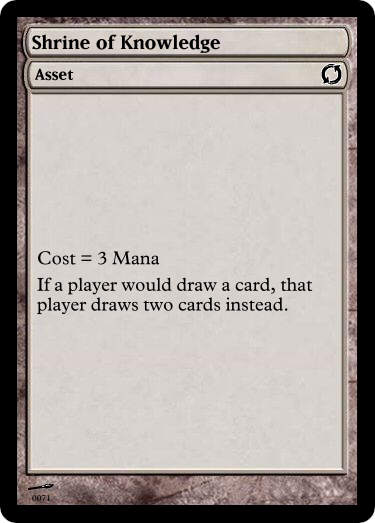 Shrine of Knowledge
Asset
Cost = 3 Mana
If a player would draw a card, that
player draws two cards instead.
0071